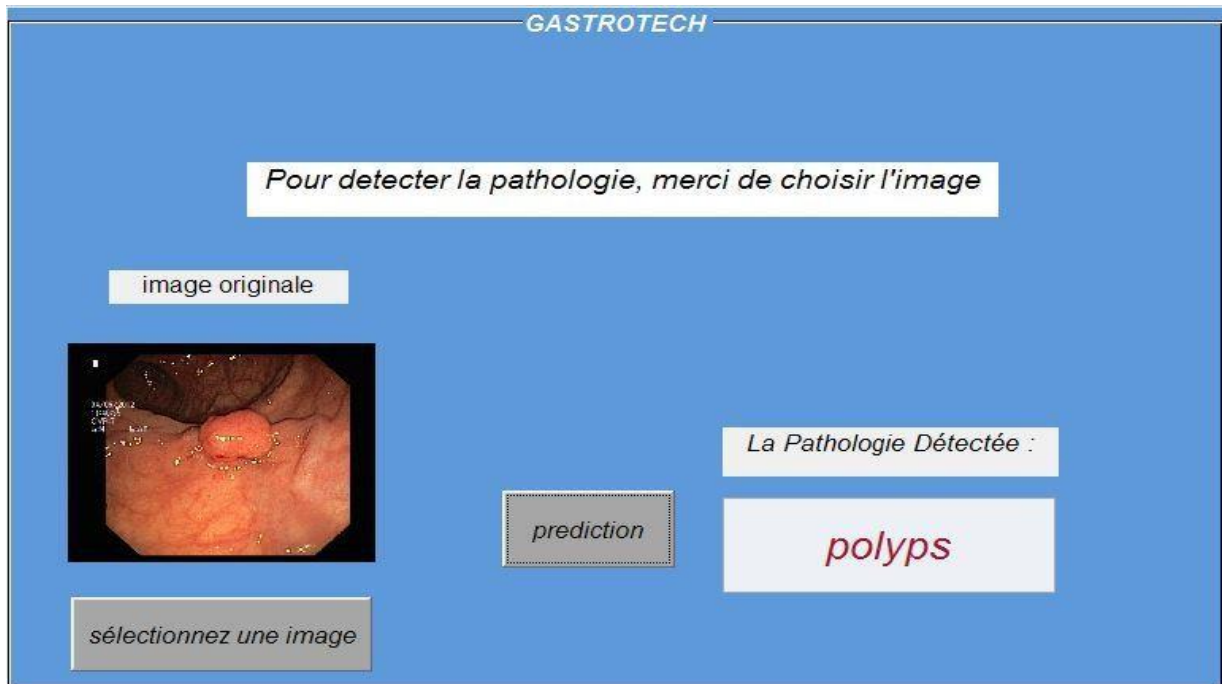 GASTROTECH
Pour detecter la pathologie, merci de choisir l'image
image originale
La Pathologie Détectée :
prediction
polyps
sélectionnez une image